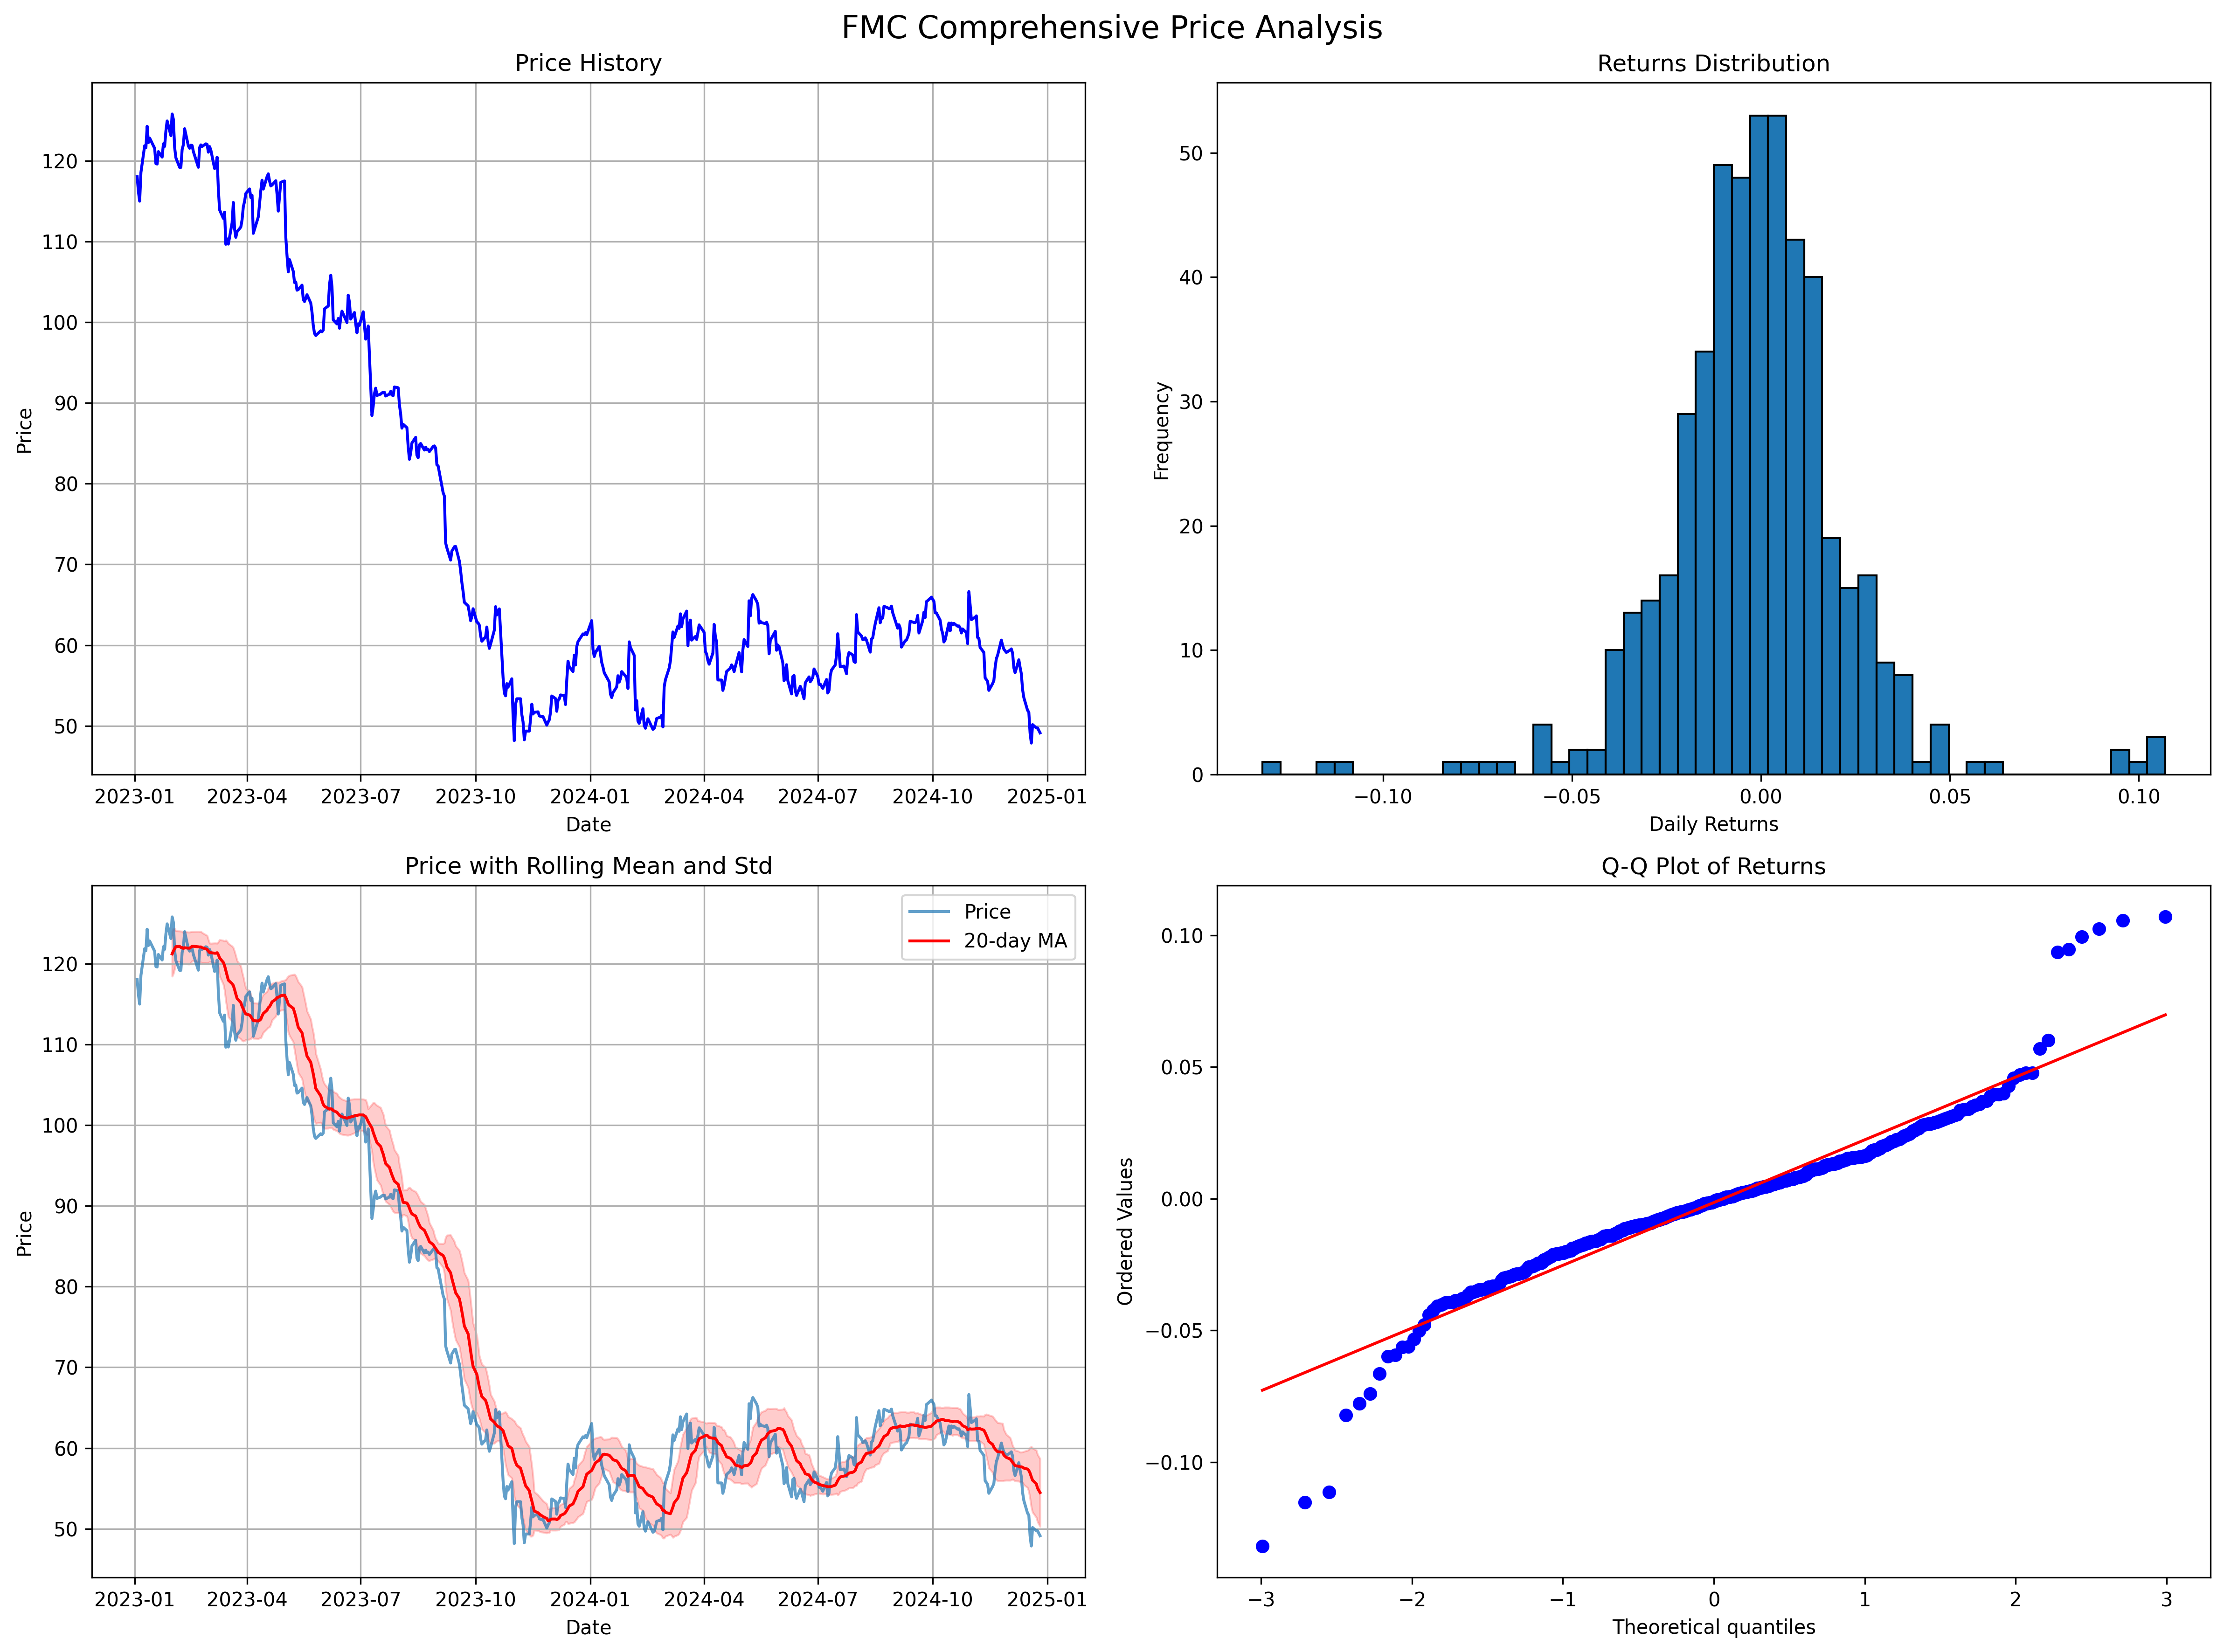 FMC Comprehensive Price Analysis
Price History
120
110
100
90
80
70
60
50
Price
2023-01 2023-04 2023-07 2023-10 2024-01 2024-04 2024-07 2024-10 2025-01
Date
Returns Distribution
50
40
30
20
10
0
Frequency
−0.10 −0.05 0.00 0.05 0.10
Daily Returns
Price with Rolling Mean and Std
Price
20-day MA
120
110
100
90
80
70
60
50
Price
2023-01 2023-04 2023-07 2023-10 2024-01 2024-04 2024-07 2024-10 2025-01
Date
Q-Q Plot of Returns
0.10
0.05
0.00
−0.05
−0.10
Ordered Values
−3 −2 −1 0 1 2 3
Theoretical quantiles